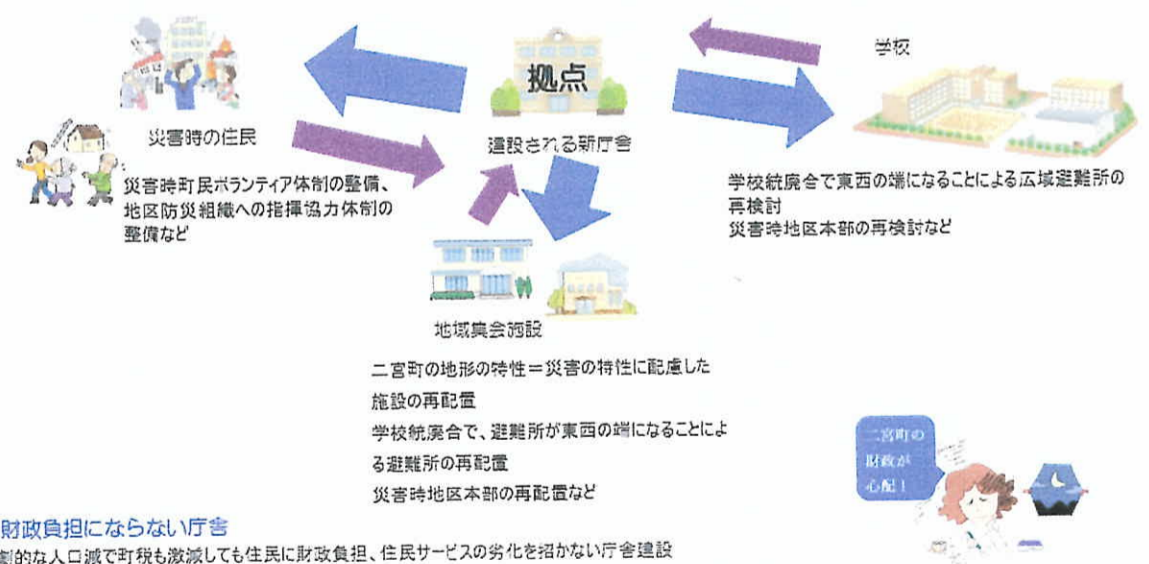 拠点
学校
災害時の住民
建設される新庁舎
災害時町民ボランティア体制の整備、
地区防災組織への指揮協力体制の
整備など
学校統廃合で東西の端になることによる広域避難所の
再検討
災害時地区本部の再検討など
地域集会施設
二宮町の地形の特性＝災害の特性に配慮した
施設の再配置
学校統廃合で、避難所が東西の端になることによ
る避難所の再配置
災害時地区本部の再配置など
二宮町の
財政が
心配！
財政負担にならない庁舎
劇的な人口減で町税も激減しても住民に財政負担、住民サービスの劣化を招かない庁舎建設